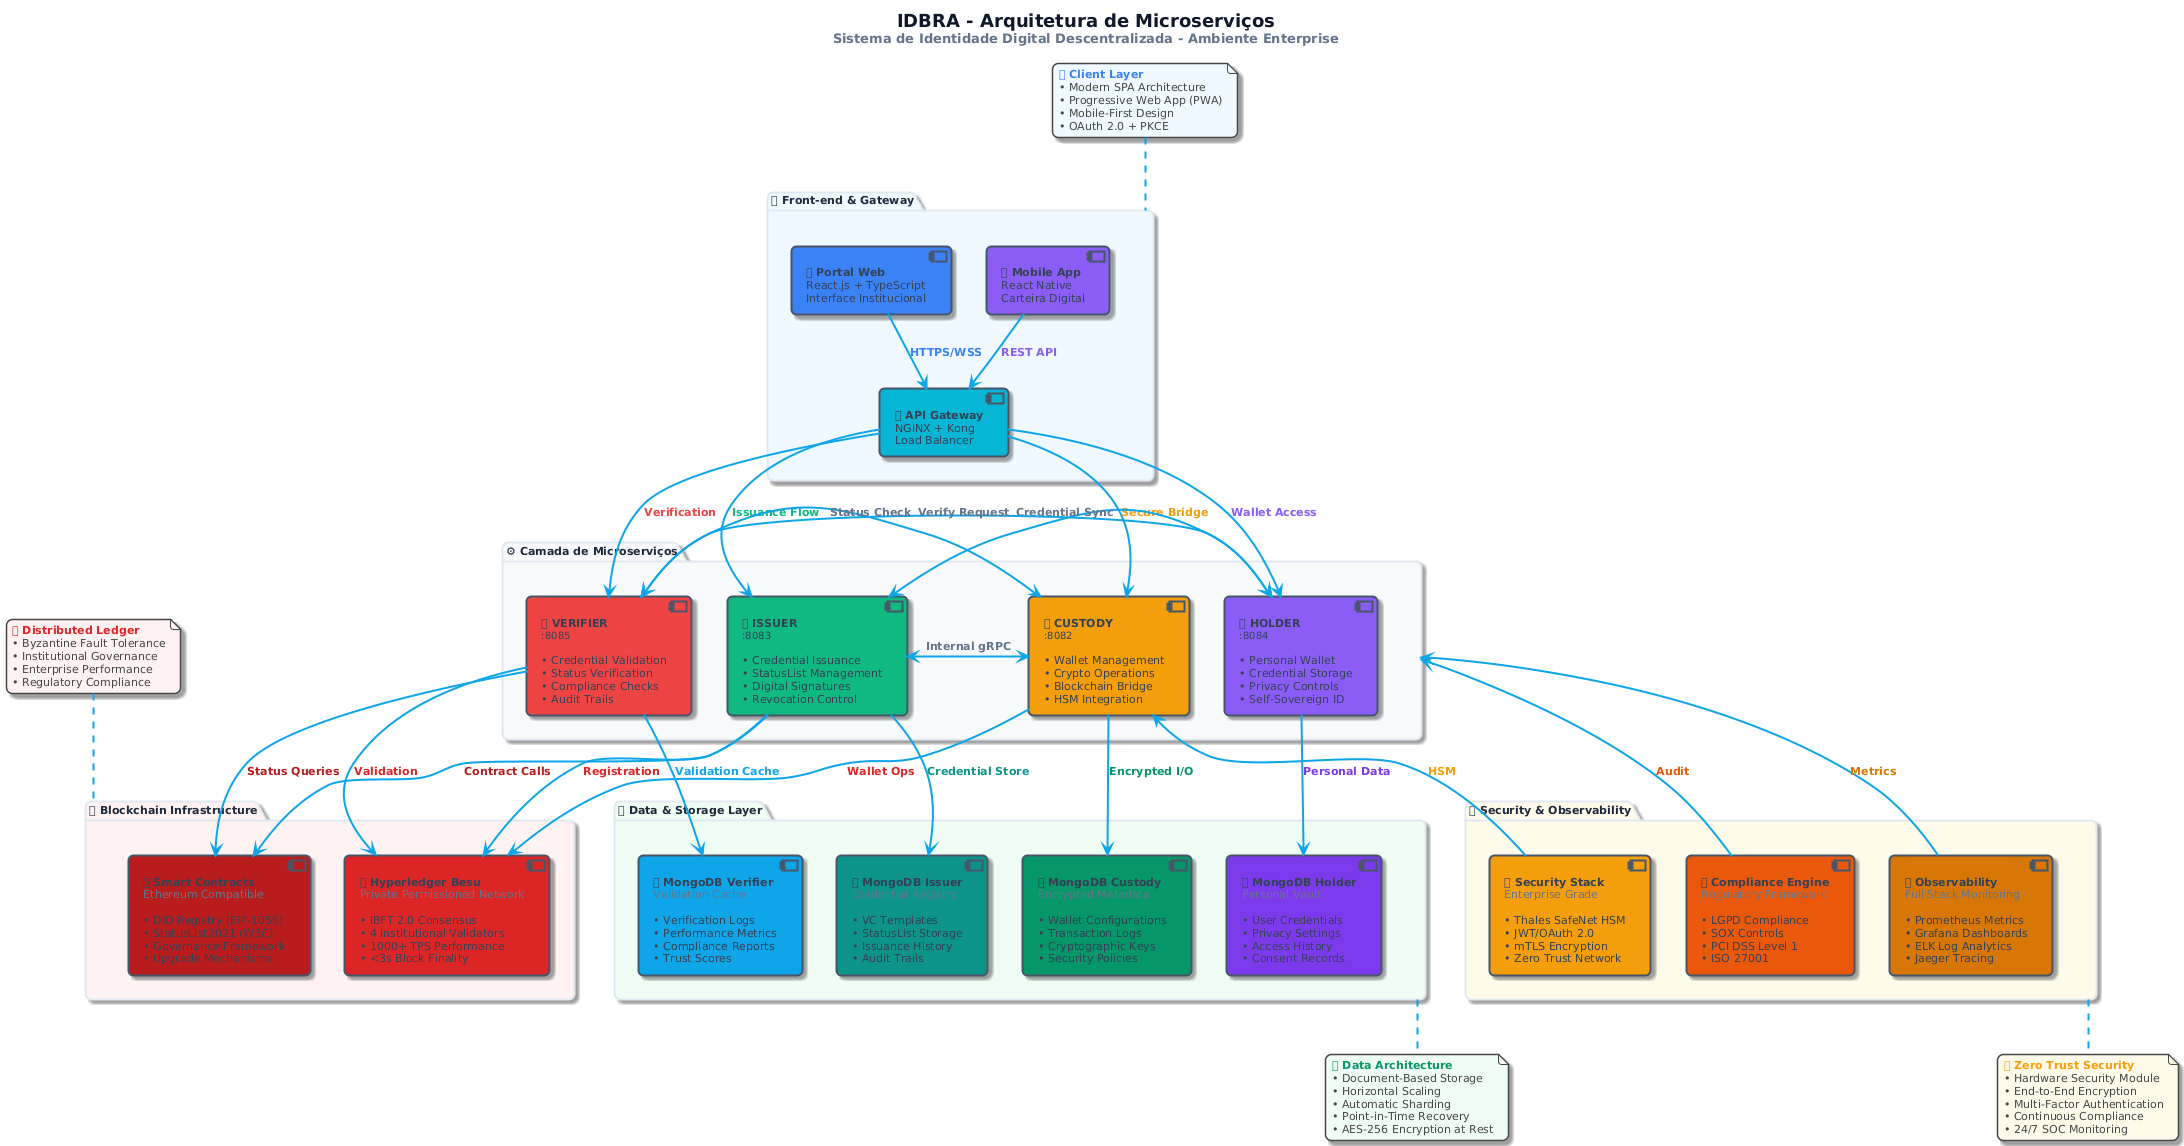 IDBRA - Arquitetura de Microserviços
Sistema de Identidade Digital Descentralizada - Ambiente Enterprise
Client Layer
• Modern SPA Architecture
• Progressive Web App (PWA)
• Mobile-First Design
• OAuth 2.0 + PKCE
Front-end & Gateway
Portal Web
React.js + TypeScript
Interface Institucional
Mobile App
React Native
Carteira Digital
HTTPS/WSS
REST API
API Gateway
NGINX + Kong
Load Balancer
Verification
Issuance Flow
Status Check
Verify Request
Credential Sync
Secure Bridge
Wallet Access
⚙ Camada de Microserviços
VERIFIER
:8085
• Credential Validation
• Status Verification
• Compliance Checks
• Audit Trails
ISSUER
:8083
• Credential Issuance
• StatusList Management
• Digital Signatures
• Revocation Control
Internal gRPC
CUSTODY
:8082
• Wallet Management
• Crypto Operations
• Blockchain Bridge
• HSM Integration
HOLDER
:8084
• Personal Wallet
• Credential Storage
• Privacy Controls
• Self-Sovereign ID
Distributed Ledger
• Byzantine Fault Tolerance
• Institutional Governance
• Enterprise Performance
• Regulatory Compliance
Status Queries
Validation
Contract Calls
Registration
Validation Cache
Wallet Ops
Credential Store
Encrypted I/O
Personal Data
HSM
Audit
Metrics
Blockchain Infrastructure
Smart Contracts
Ethereum Compatible
• DID Registry (EIP-1056)
• StatusList2021 (W3C)
• Governance Framework
• Upgrade Mechanisms
Hyperledger Besu
Private Permissioned Network
• IBFT 2.0 Consensus
• 4 Institutional Validators
• 1000+ TPS Performance
• <3s Block Finality
Data & Storage Layer
MongoDB Verifier
Validation Cache
• Verification Logs
• Performance Metrics
• Compliance Reports
• Trust Scores
MongoDB Issuer
Credential Registry
• VC Templates
• StatusList Storage
• Issuance History
• Audit Trails
MongoDB Custody
Encrypted Metadata
• Wallet Configurations
• Transaction Logs
• Cryptographic Keys
• Security Policies
MongoDB Holder
Personal Vault
• User Credentials
• Privacy Settings
• Access History
• Consent Records
Security & Observability
Security Stack
Enterprise Grade
• Thales SafeNet HSM
• JWT/OAuth 2.0
• mTLS Encryption
• Zero Trust Network
Compliance Engine
Regulatory Framework
• LGPD Compliance
• SOX Controls
• PCI DSS Level 1
• ISO 27001
Observability
Full Stack Monitoring
• Prometheus Metrics
• Grafana Dashboards
• ELK Log Analytics
• Jaeger Tracing
Data Architecture
• Document-Based Storage
• Horizontal Scaling
• Automatic Sharding
• Point-in-Time Recovery
• AES-256 Encryption at Rest
Zero Trust Security
• Hardware Security Module
• End-to-End Encryption
• Multi-Factor Authentication
• Continuous Compliance
• 24/7 SOC Monitoring